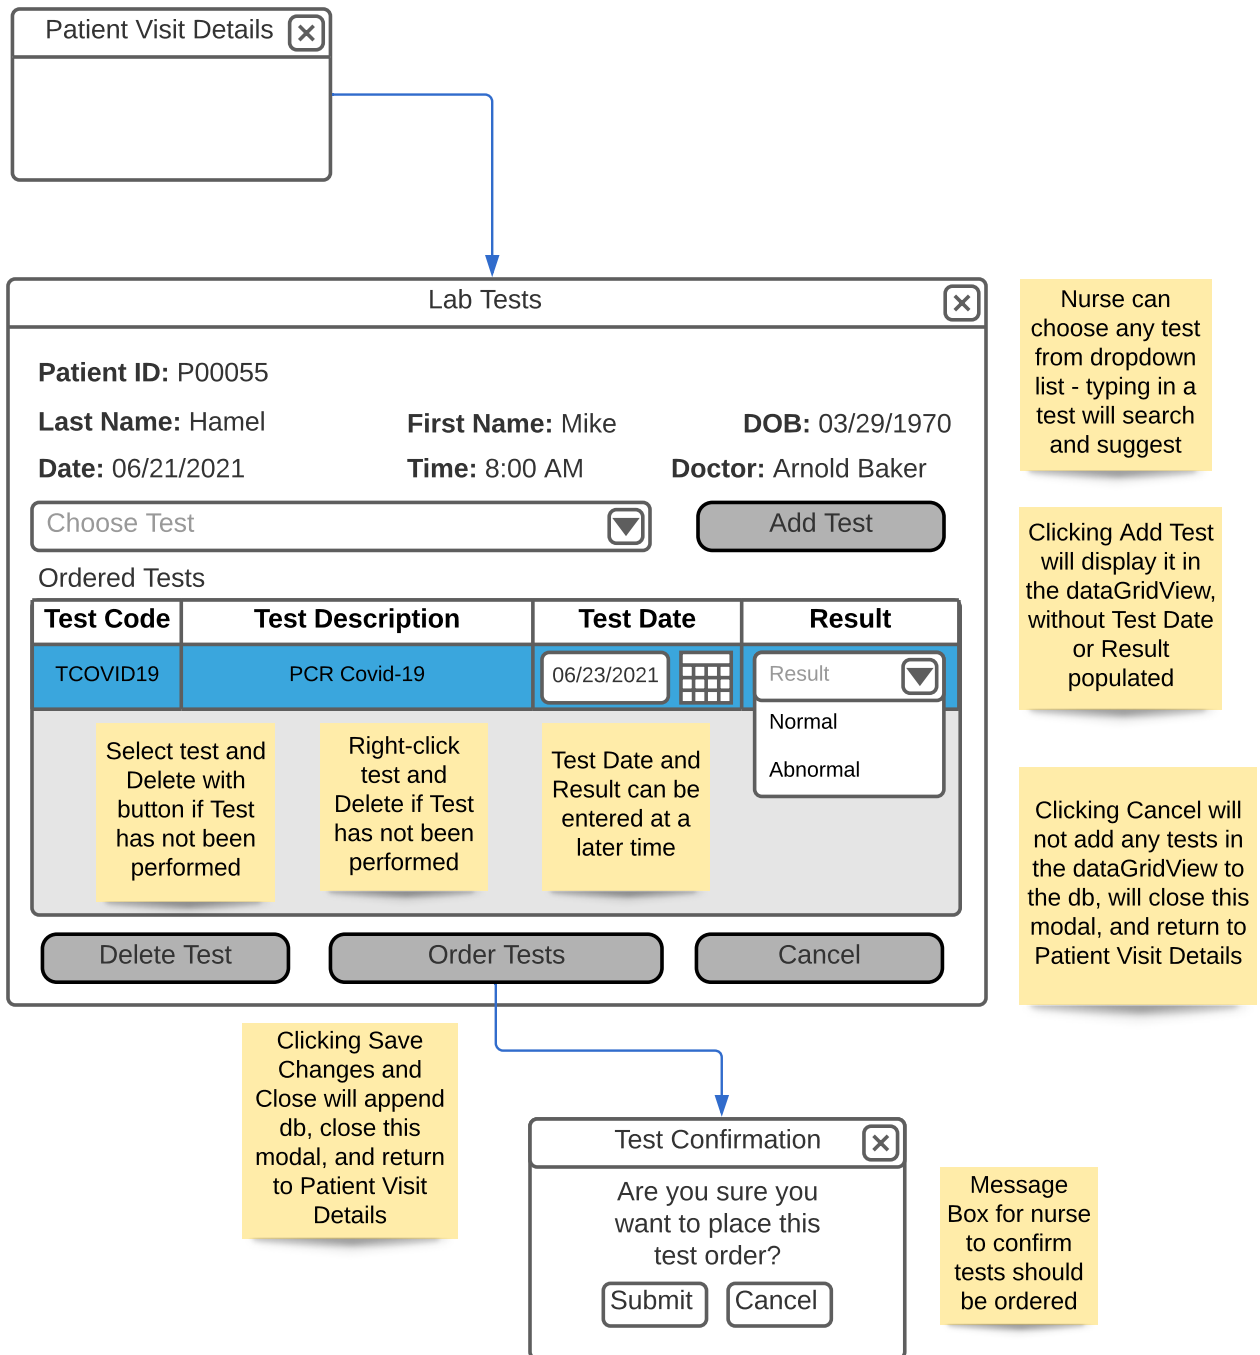 Patient Visit Details
Lab Tests
Patient ID: P00055
Last Name: Hamel
First Name: Mike
DOB: 03/29/1970
Date: 06/21/2021
Time: 8:00 AM
Doctor: Arnold Baker
Choose Test
Add Test
Ordered Tests
Test Code
Test Description
Test Date
Result
TCOVID19
PCR Covid-19
06/23/2021
Result
Normal
Abnormal
Select test and
Delete with
button if Test
has not been
performed
Right-click
test and
Delete if Test
has not been
performed
Test Date and
Result can be
entered at a
later time
Delete Test
Order Tests
Cancel
Nurse can
choose any test
from dropdown
list - typing in a
test will search
and suggest
Clicking Add Test
will display it in
the dataGridView,
without Test Date
or Result
populated
Clicking Cancel will
not add any tests in
the dataGridView to
the db, will close this
modal, and return to
Patient Visit Details
Clicking Save
Changes and
Close will append
db, close this
modal, and return
to Patient Visit
Details
Test Confirmation
Are you sure you
want to place this
test order?
Submit
Cancel
Message
Box for nurse
to confirm
tests should
be ordered